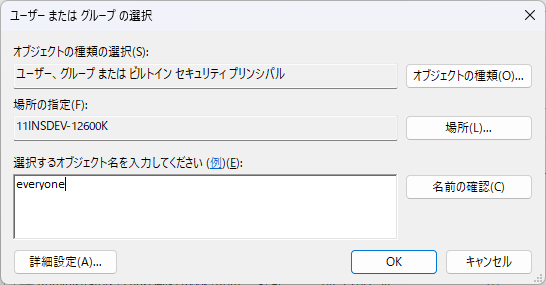 ユーザー または グループ の選択
オブジェクトの種類の選択(S):
ユーザー、グループ または ビルトイン セキュリティ プリンシパル
オブジェクトの種類(O)...
場所の指定(F):
11INSDEV-12600K
場所(L)...
選択するオブジェクト名を入力してください (例)(E):
everyone
名前の確認(C)
詳細設定(A)...
OK
キャンセル